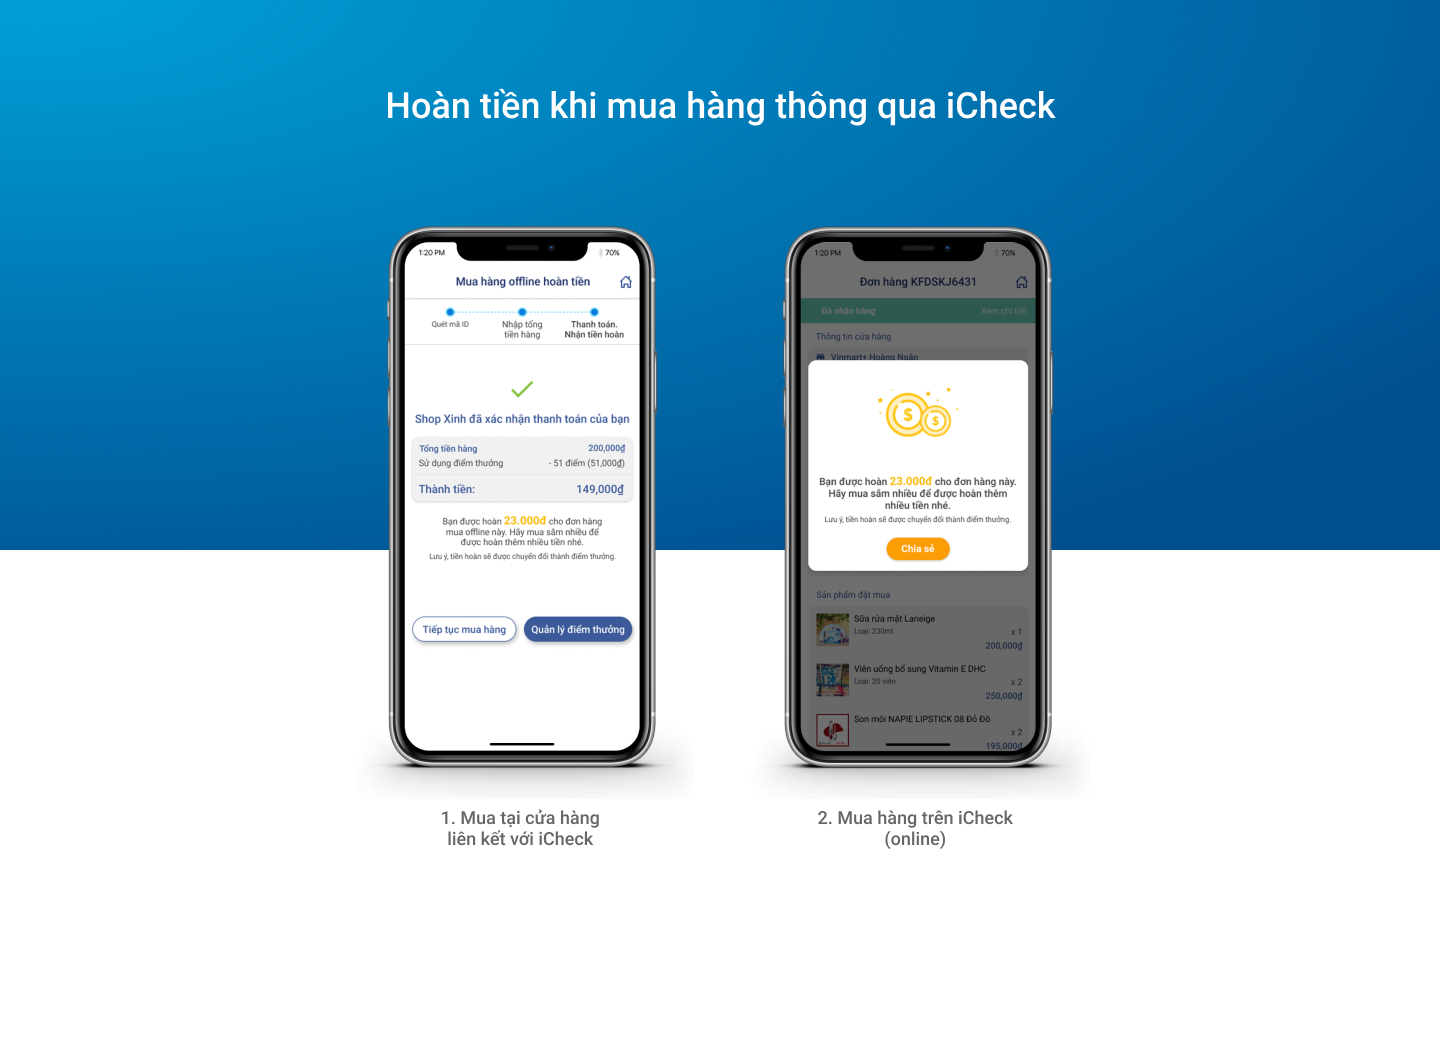 Hoàn tiền khi mua hàng thông qua iCheck
1:20 PM
70%
Mua hàng offline hoàn tiền
Quét mã ID
Nhập tổng
tiền hàng
Thanh toán.
Nhận tiền hoàn
Shop Xinh đã xác nhận thanh toán của bạn
Tổng tiền hàng
200,000₫
Sử dụng điểm thưởng
- 51 điểm (51,000₫)
Thành tiền:
149,000₫
Bạn được hoàn 23.000đ cho đơn hàng
mua offline này. Hãy mua sắm nhiều để
được hoàn thêm nhiều tiền nhé.
Lưu ý, tiền hoàn sẽ được chuyển đổi thành điểm thưởng.
Tiếp tục mua hàng
Quản lý điểm thưởng
1. Mua tại cửa hàng
liên kết với iCheck
1:20 PM
70%
Đơn hàng KFDSKJ6431
Đã nhận hàng
Xem chi tiết
Thông tin cửa hàng
Vinmart+ Hoàng Ngân
$
$
Bạn được hoàn 23.000đ cho đơn hàng này.
Hãy mua sắm nhiều để được hoàn thêm
nhiều tiền nhé.
Lưu ý, tiền hoàn sẽ được chuyển đổi thành điểm thưởng.
Chia sẻ
Sản phẩm đặt mua
Sữa rửa mặt Laneige
Loại: 230ml
x 1
200,000₫
Viên uống bổ sung Vitamin E DHC
Loại: 20 viên
x 2
250,000₫
Son môi NAPIE LIPSTICK 08 Đỏ Đô
x 2
195,000₫
2. Mua hàng trên iCheck
(online)